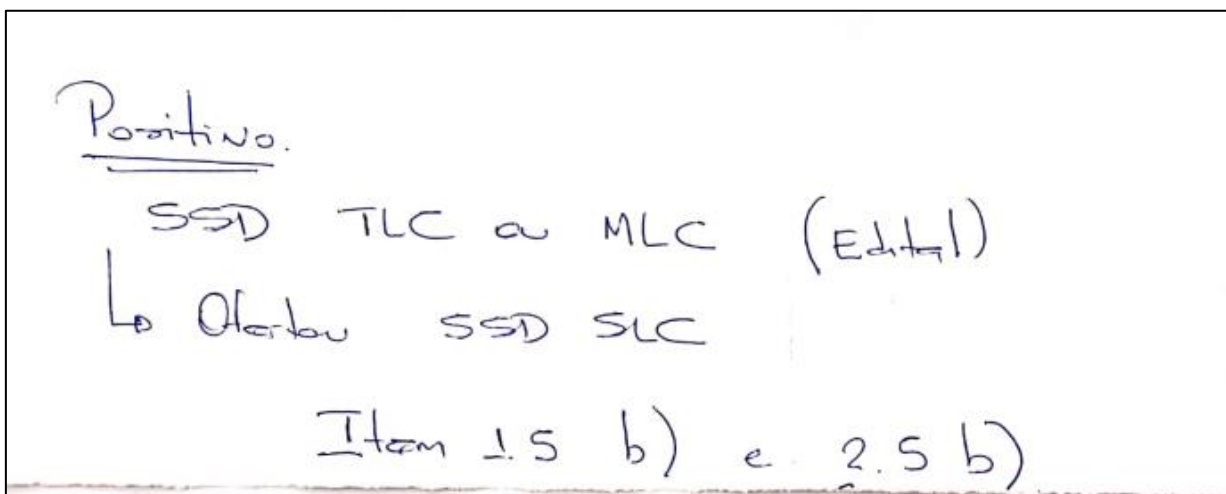 Positivo.
SSD TLC ou MLC (Edital)
↳ Ofertou SSD SLC
Item 1.5 b) e 2.5 b)